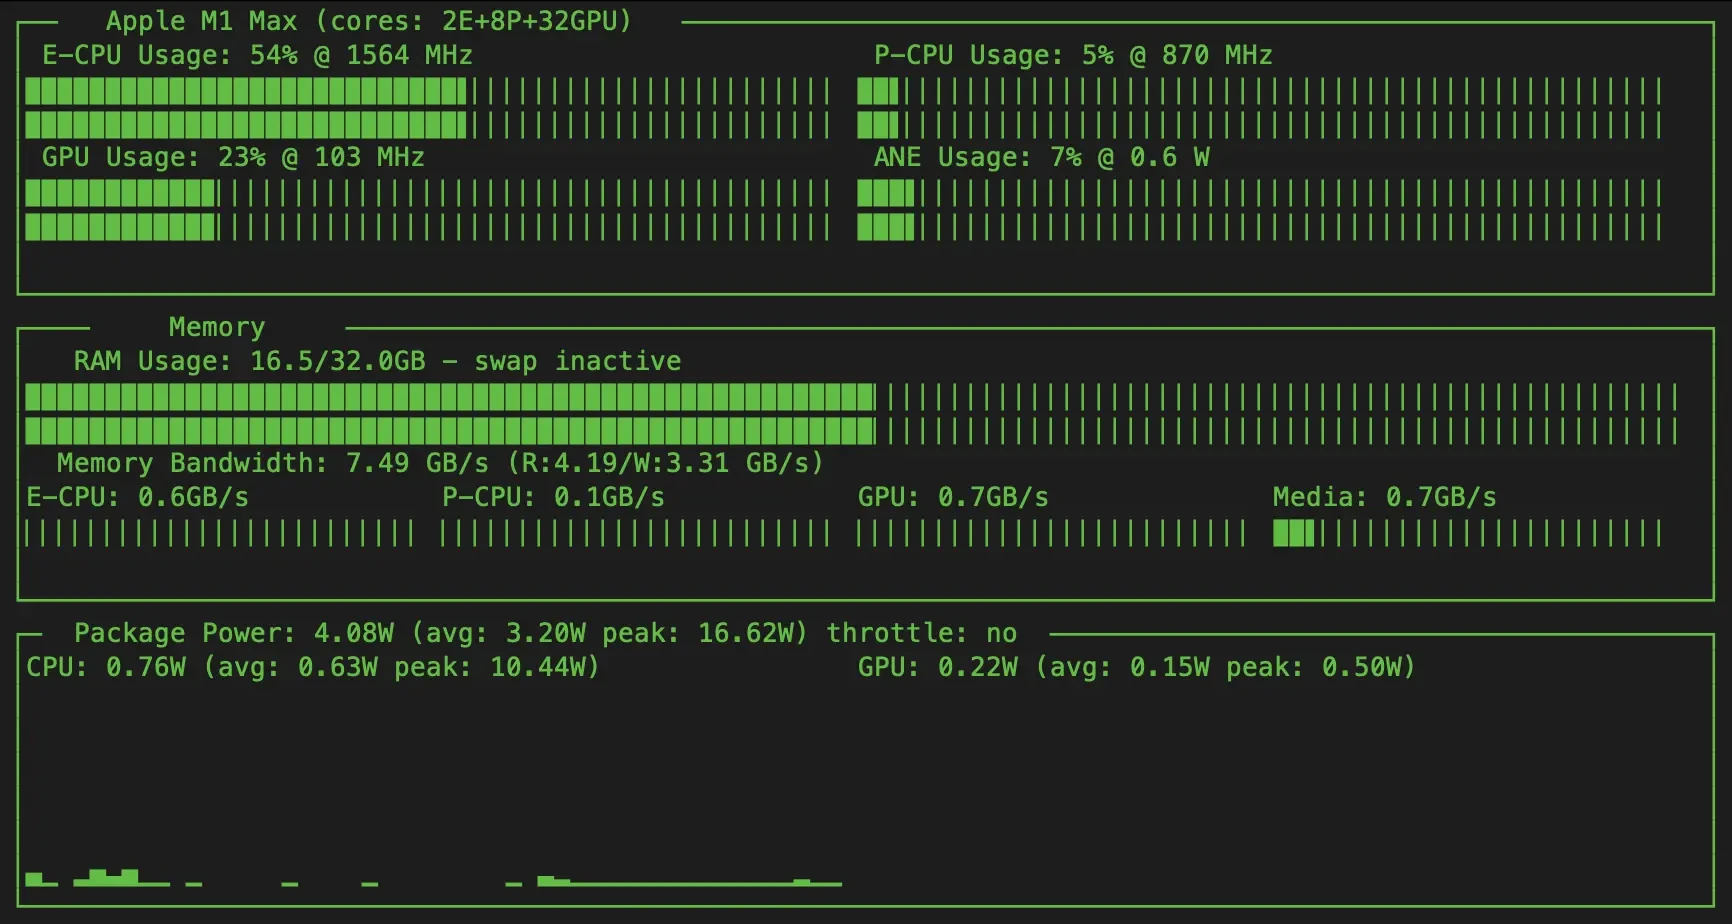 Apple M1 Max (cores: 2E+8P+32GPU)
E-CPU Usage: 54% @ 1564 MHz
P-CPU Usage: 5% @ 870 MHz
GPU Usage: 23% @ 103 MHz
ANE Usage: 7% @ 0.6 W
Memory
RAM Usage: 16.5/32.0GB - swap inactive
Memory Bandwidth: 7.49 GB/s (R:4.19/W:3.31 GB/s)
E-CPU: 0.6GB/s
P-CPU: 0.1GB/s
GPU: 0.7GB/s
Media: 0.7GB/s
Package Power: 4.08W (avg: 3.20W peak: 16.62W) throttle: no
CPU: 0.76W (avg: 0.63W peak: 10.44W)
GPU: 0.22W (avg: 0.15W peak: 0.50W)